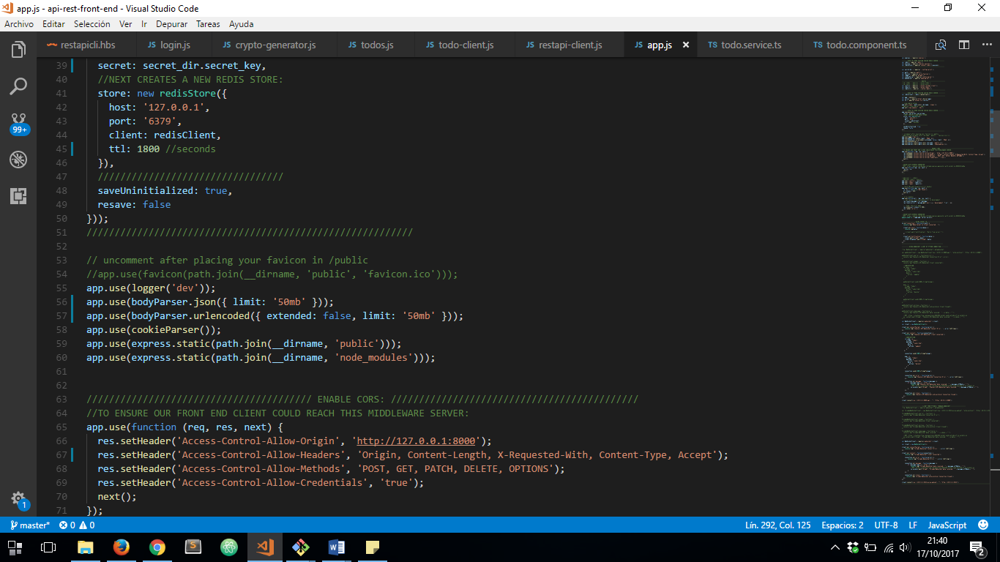 app.js - api-rest-front-end - Visual Studio Code
Archivo Editar Selección Ver Ir Depurar Tareas Ayuda
restapicli.hbs JS login.js JS crypto-generator.js JS todos.js JS todo-client.js JS restapi-client.js JS app.js TS todo.service.ts TS todo.component.ts
99+
39 secret: secret_dir.secret_key,
40 //NEXT CREATES A NEW REDIS STORE:
41 store: new redisStore({
42 host: '127.0.0.1',
43 port: '6379',
44 client: redisClient,
45 ttl: 1800 //seconds
46 }),
47 /////////////////////////////////
48 saveUninitialized: true,
49 resave: false
50 }));
51 //////////////////////////////////////////////////////////
52
53 // uncomment after placing your favicon in /public
54 //app.use(favicon(path.join(__dirname, 'public', 'favicon.ico')));
55 app.use(logger('dev'));
56 app.use(bodyParser.json({ limit: '50mb' }));
57 app.use(bodyParser.urlencoded({ extended: false, limit: '50mb' }));
58 app.use(cookieParser());
59 app.use(express.static(path.join(__dirname, 'public')));
60 app.use(express.static(path.join(__dirname, 'node_modules')));
61
62
63 //////////////////////////////////////// ENABLE CORS: ////////////////////////////////////////////
64 //TO ENSURE OUR FRONT END CLIENT COULD REACH THIS MIDDLEWARE SERVER:
65 app.use(function (req, res, next) {
66 res.setHeader('Access-Control-Allow-Origin', 'http://127.0.0.1:8000');
67 res.setHeader('Access-Control-Allow-Headers', 'Origin, Content-Length, X-Requested-With, Content-Type, Accept');
68 res.setHeader('Access-Control-Allow-Methods', 'POST, GET, PATCH, DELETE, OPTIONS');
69 res.setHeader('Access-Control-Allow-Credentials', 'true');
70 next();
71 });
1
master* 0 0 Lín. 292, Col. 125 Espacios: 2 UTF-8 LF JavaScript
21:40
17/10/2017
2